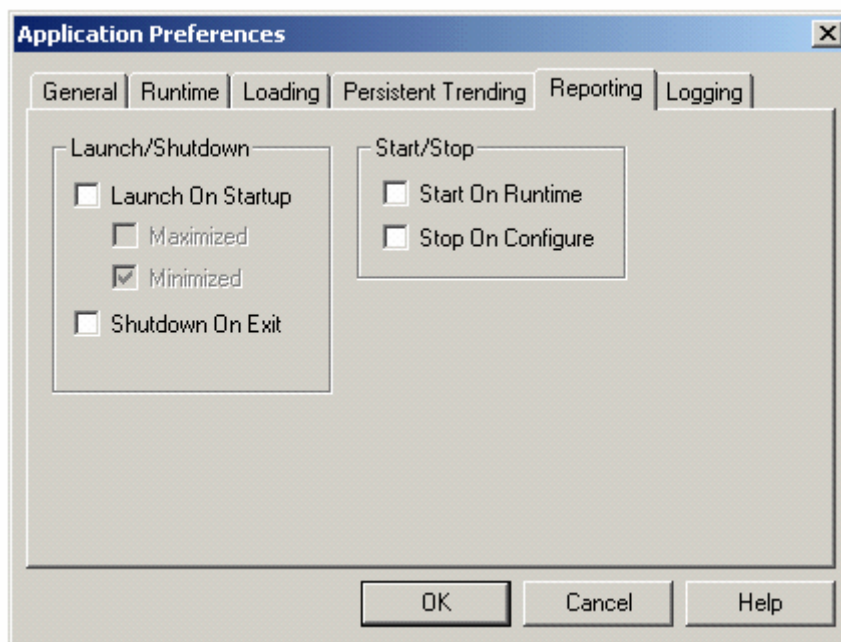 Application Preferences
General Runtime Loading Persistent Trending Reporting Logging
Launch/Shutdown
Launch On Startup
Maximized
Minimized
Shutdown On Exit
Start/Stop
Start On Runtime
Stop On Configure
OK Cancel Help